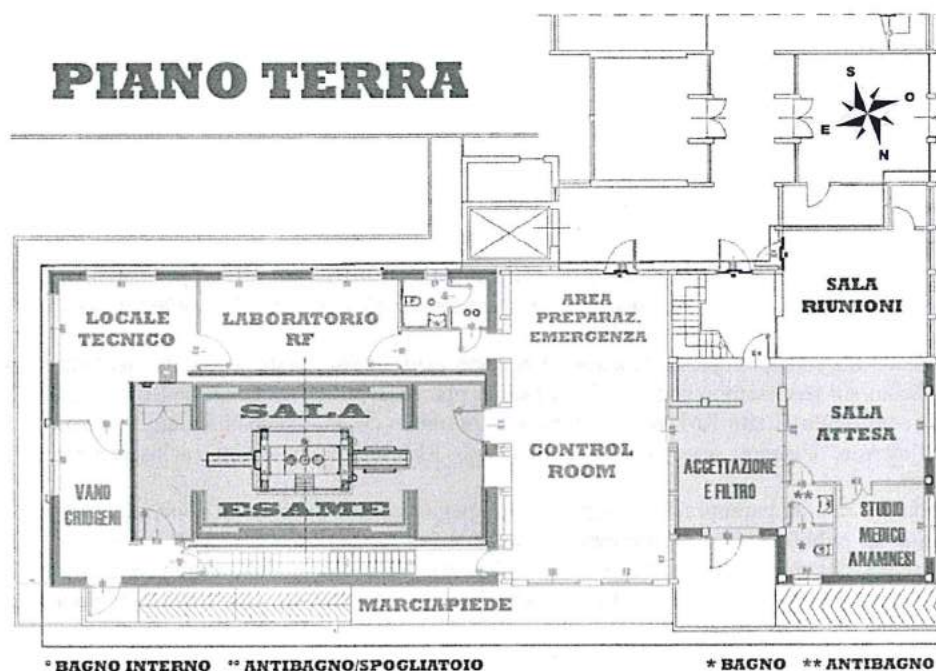 PIANO TERRA
S
O
E
N
SALA
RIUNIONI
LOCALE
TECNICO
LABORATORIO
RF
AREA
PREPARAZ.
EMERGENZA
SALA
ESAME
CONTROL
ROOM
SALA
ATTESA
ACCETTAZIONE
E FILTRO
VANO
CRIOGENI
**
*
STUDIO
MEDICO
ANAMNESI
MARCIAPIEDE
° BAGNO INTERNO °° ANTIBAGNO/SPOGLIATOIO
* BAGNO ** ANTIBAGNO